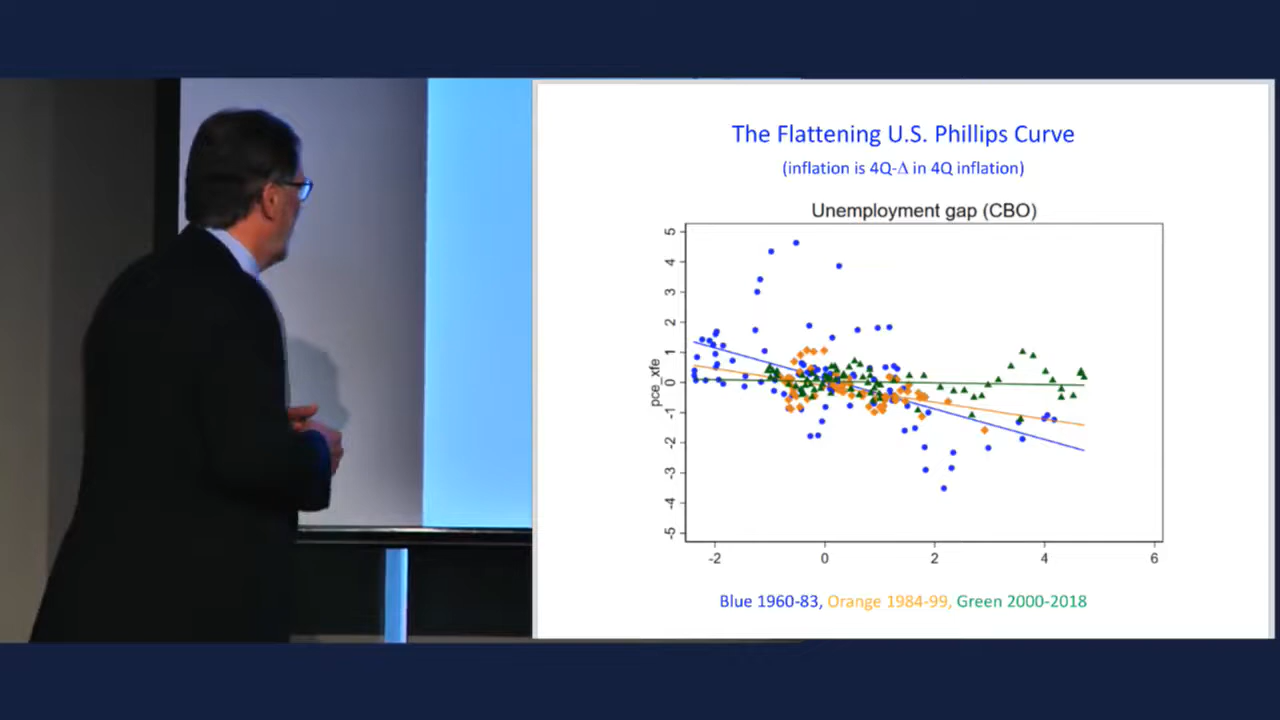 The Flattening U.S. Phillips Curve
(inflation is 4Q-Δ in 4Q inflation)
Unemployment gap (CBO)
5
4
3
2
1
0
-1
-2
-3
-4
-5
pce_xfe
-2 0 2 4 6
Blue 1960-83, Orange 1984-99, Green 2000-2018